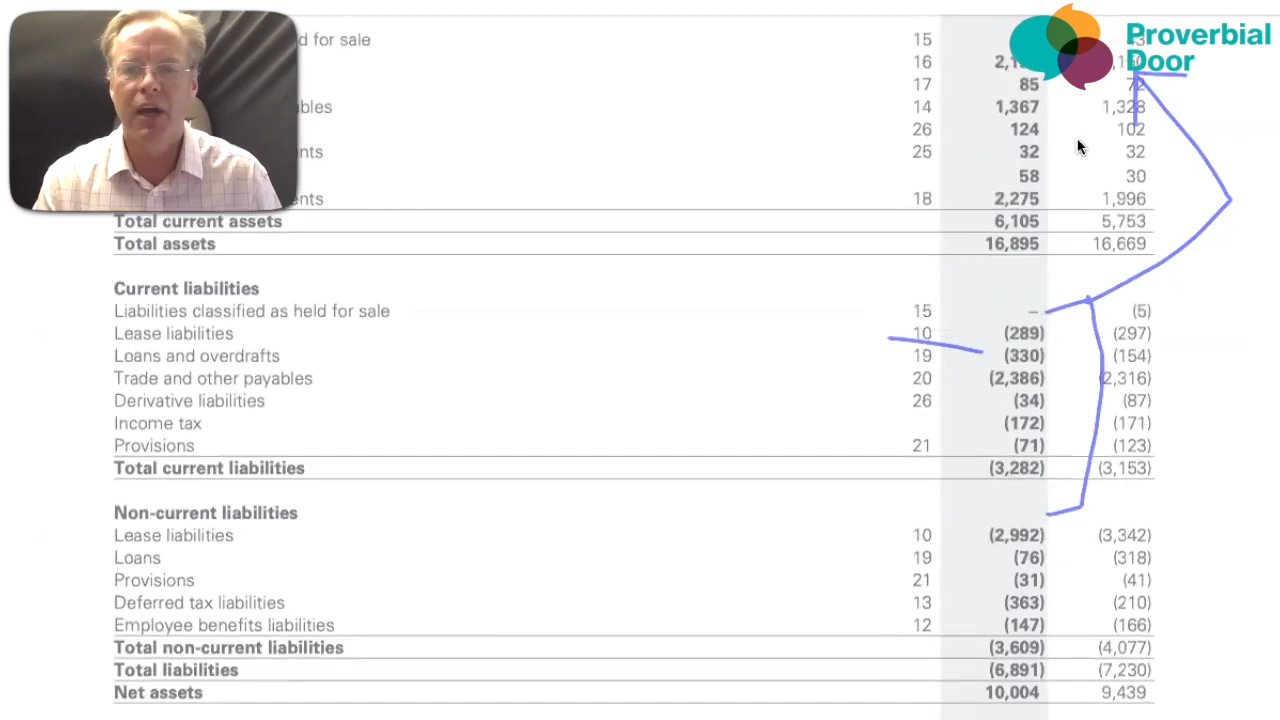 d for sale 15
Proverbial
Door
16 2,1
17 85 72
bles 14 1,367 1,328
26 124 102
nts 25 32 32
58 30
ents 18 2,275 1,996
Total current assets 6,105 5,753
Total assets 16,895 16,669
Current liabilities
Liabilities classified as held for sale 15 – (5)
Lease liabilities 10 (289) (297)
Loans and overdrafts 19 (330) (154)
Trade and other payables 20 (2,386) (2,316)
Derivative liabilities 26 (34) (87)
Income tax (172) (171)
Provisions 21 (71) (123)
Total current liabilities (3,282) (3,153)
Non-current liabilities
Lease liabilities 10 (2,992) (3,342)
Loans 19 (76) (318)
Provisions 21 (31) (41)
Deferred tax liabilities 13 (363) (210)
Employee benefits liabilities 12 (147) (166)
Total non-current liabilities (3,609) (4,077)
Total liabilities (6,891) (7,230)
Net assets 10,004 9,439